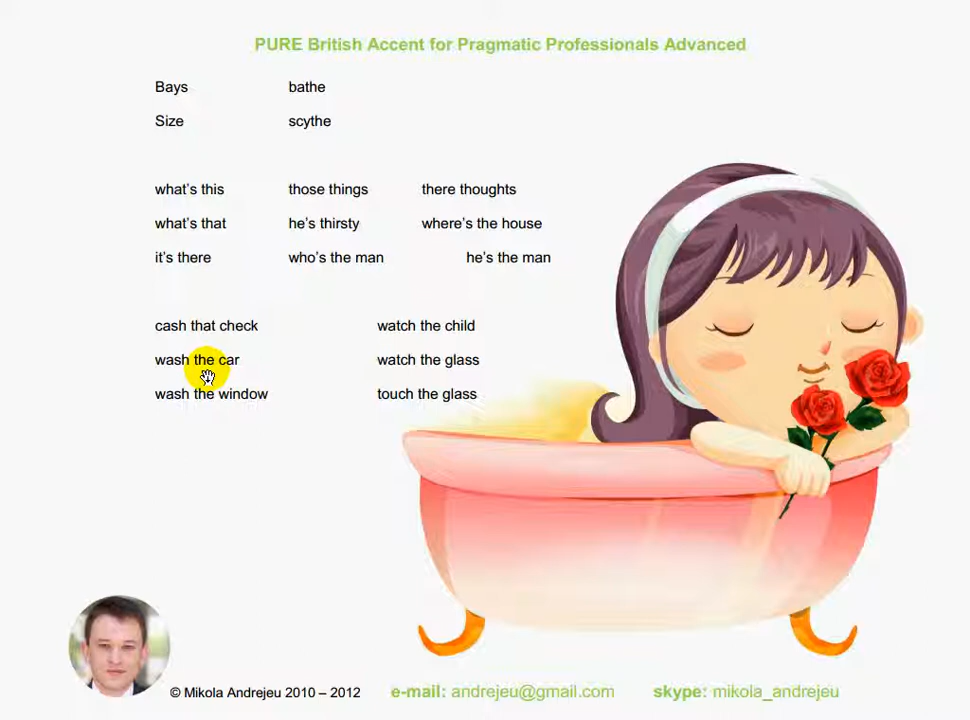 PURE British Accent for Pragmatic Professionals Advanced
Bays bathe
Size scythe
what's this those things there thoughts
what's that he's thirsty where's the house
it's there who's the man he's the man
cash that check watch the child
wash the car watch the glass
wash the window touch the glass
© Mikola Andrejeu 2010 – 2012 e-mail: andrejeu@gmail.com skype: mikola_andrejeu